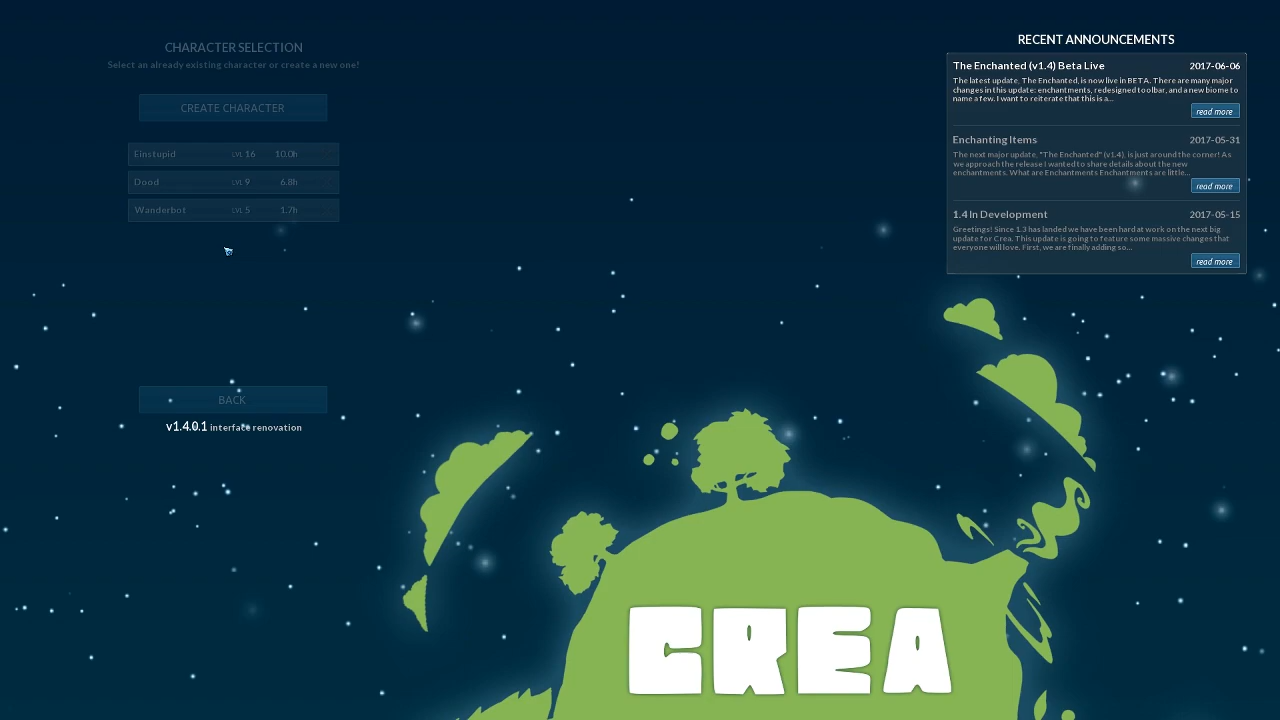 CHARACTER SELECTION
Select an already existing character or create a new one!
CREATE CHARACTER
Einstupid LVL 16 10.0h
Dood LVL 9 6.8h
Wanderbot LVL 5 1.7h
BACK
v1.4.0.1 interface renovation
RECENT ANNOUNCEMENTS
The Enchanted (v1.4) Beta Live 2017-06-06
The latest update, The Enchanted, is now live in BETA. There are many major
changes in this update: enchantments, redesigned toolbar, and a new biome to
name a few. I want to reiterate that this is a...
read more
Enchanting Items 2017-05-31
The next major update, "The Enchanted" (v1.4), is just around the corner! As
we approach the release I wanted to share details about the new
enchantments. What are Enchantments Enchantments are little...
read more
1.4 In Development 2017-05-15
Greetings! Since 1.3 has landed we have been hard at work on the next big
update for Crea. This update is going to feature some massive changes that
everyone will love. First, we are finally adding so...
read more
CREA